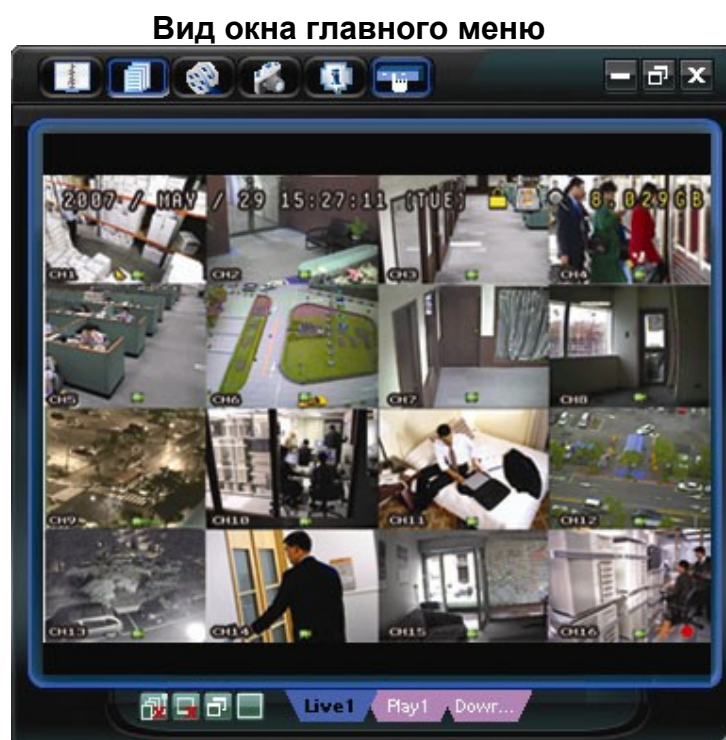 Вид окна главного меню
2007 / MAY / 29 15:27:11 (TUE) 8.029GB
CH1 CH2 CH3 CH4
CH5 CH6 CH7 CH8
CH9 CH10 CH11 CH12
CH13 CH14 CH15 CH16
Live1 Play1 Dowr...